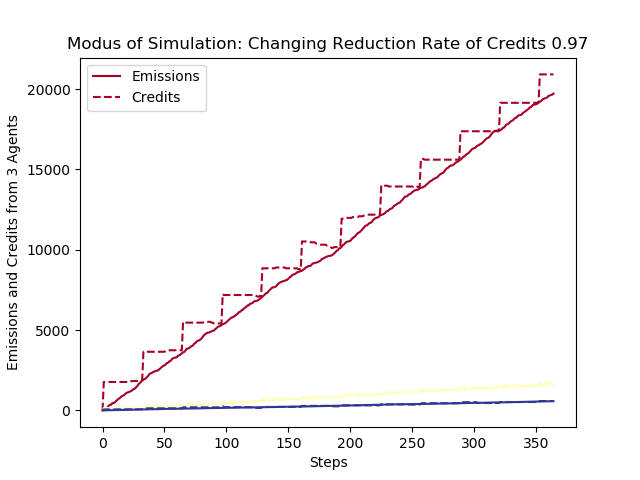 Modus of Simulation: Changing Reduction Rate of Credits 0.97
Emissions
Credits
Emissions and Credits from 3 Agents
20000
15000
10000
5000
0
0 50 100 150 200 250 300 350
Steps